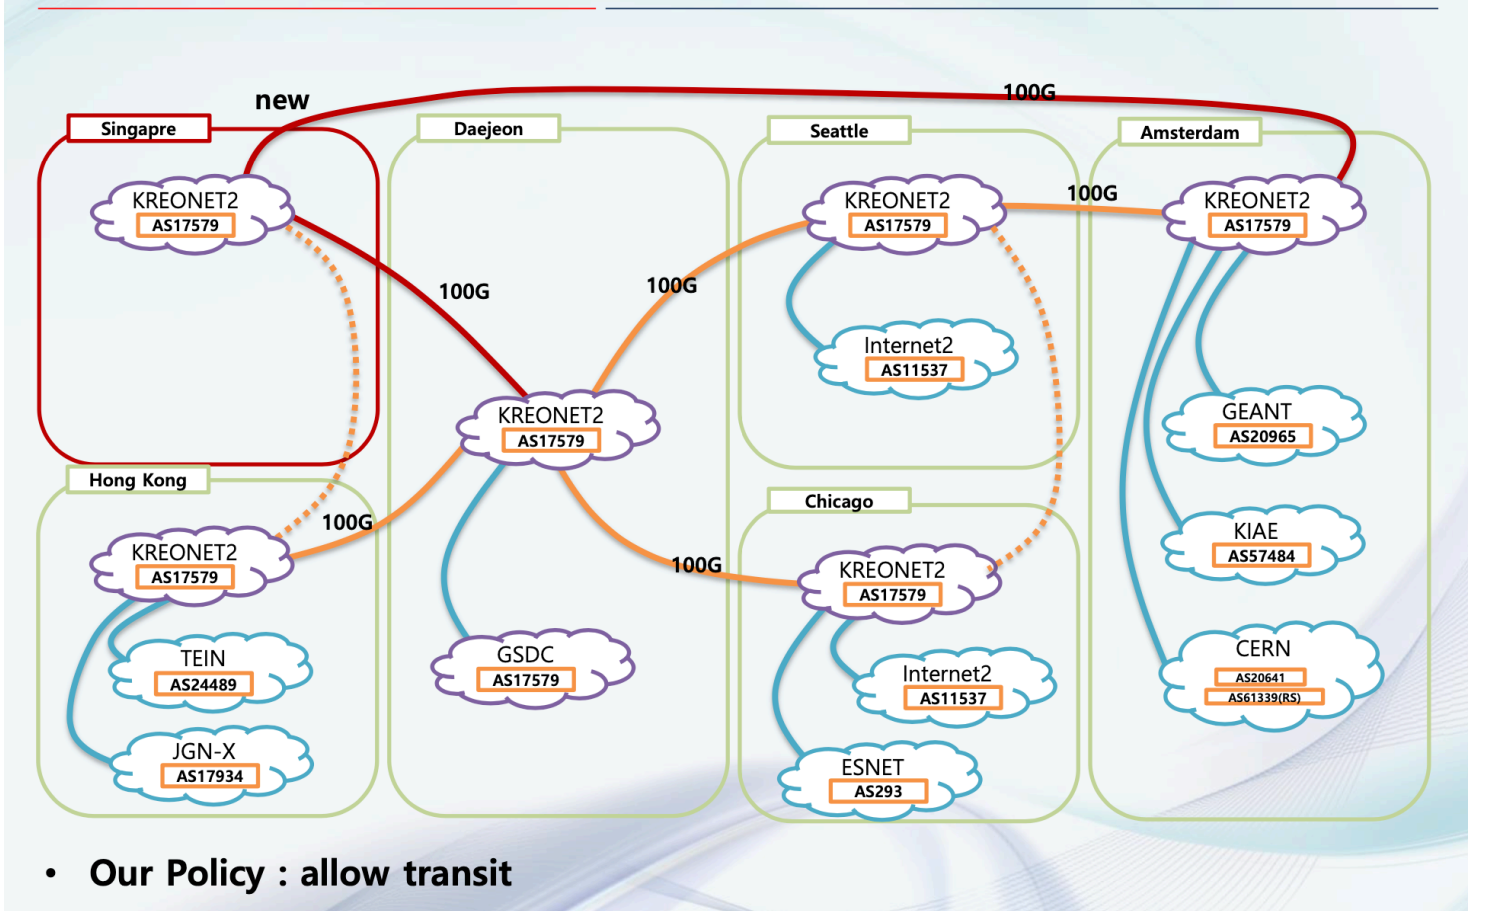 new
100G
Singapre
KREONET2
AS17579
Daejeon
100G
KREONET2
AS17579
GSDC
AS17579
Seattle
KREONET2
AS17579
100G
100G
Internet2
AS11537
Amsterdam
KREONET2
AS17579
GEANT
AS20965
KIAE
AS57484
CERN
AS20641
AS61339(RS)
Hong Kong
KREONET2
AS17579
100G
TEIN
AS24489
JGN-X
AS17934
Chicago
100G
KREONET2
AS17579
Internet2
AS11537
ESNET
AS293
• Our Policy : allow transit